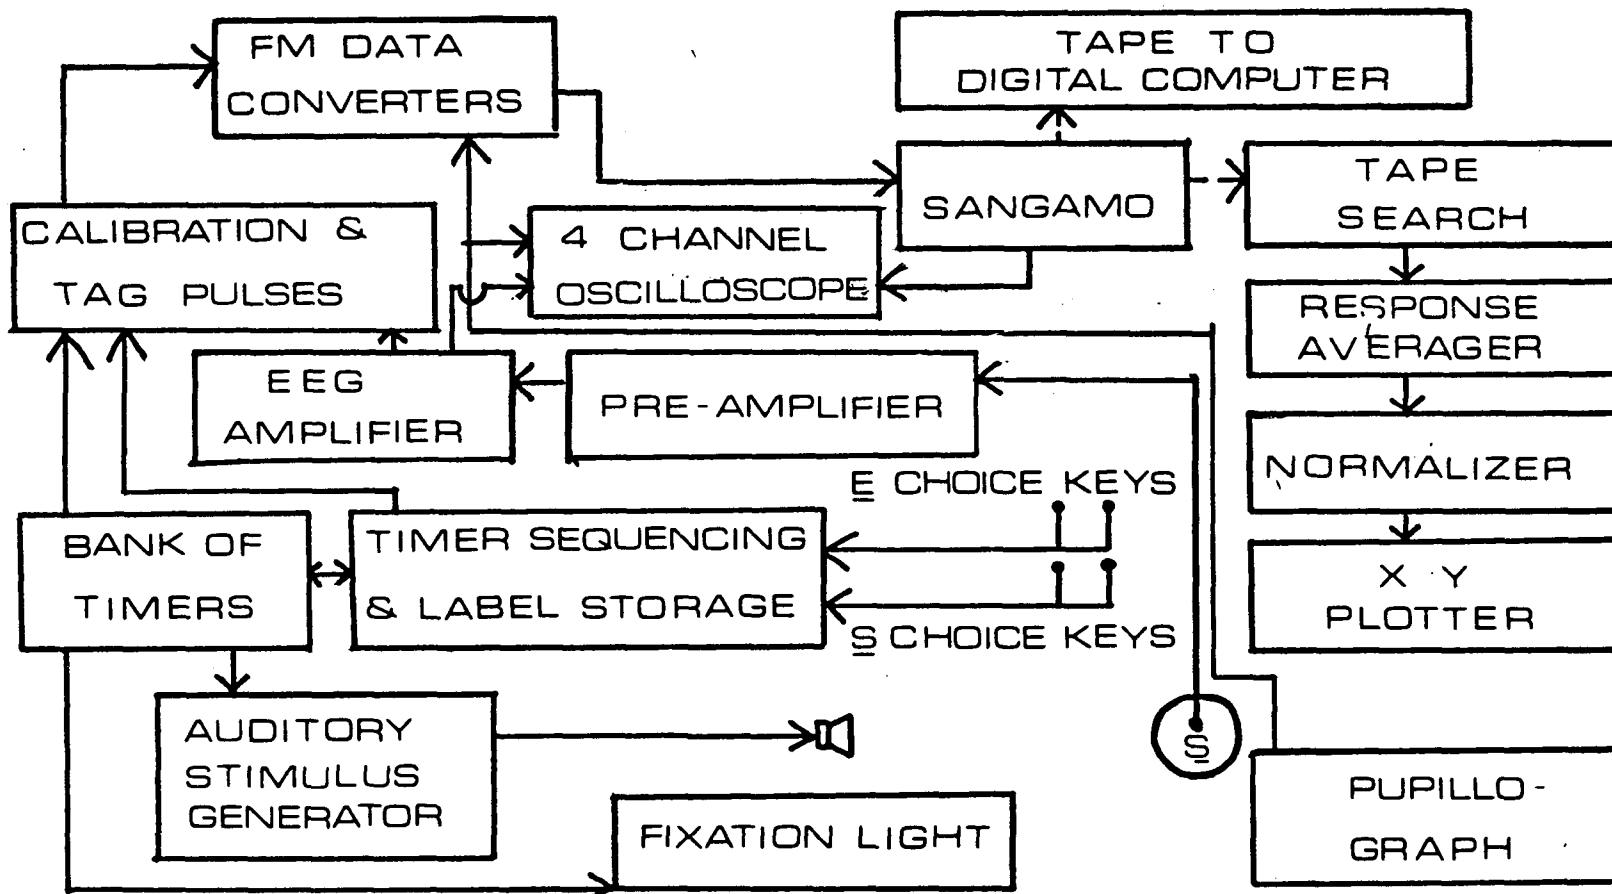 FM DATA
CONVERTERS
TAPE TO
DIGITAL COMPUTER
SANGAMO
TAPE
SEARCH
CALIBRATION &
TAG PULSES
4 CHANNEL
OSCILLOSCOPE
RESPONSE
AVERAGER
EEG
AMPLIFIER
PRE-AMPLIFIER
NORMALIZER
E CHOICE KEYS
BANK OF
TIMERS
TIMER SEQUENCING
& LABEL STORAGE
S CHOICE KEYS
X Y
PLOTTER
AUDITORY
STIMULUS
GENERATOR
S
FIXATION LIGHT
PUPILLO-
GRAPH